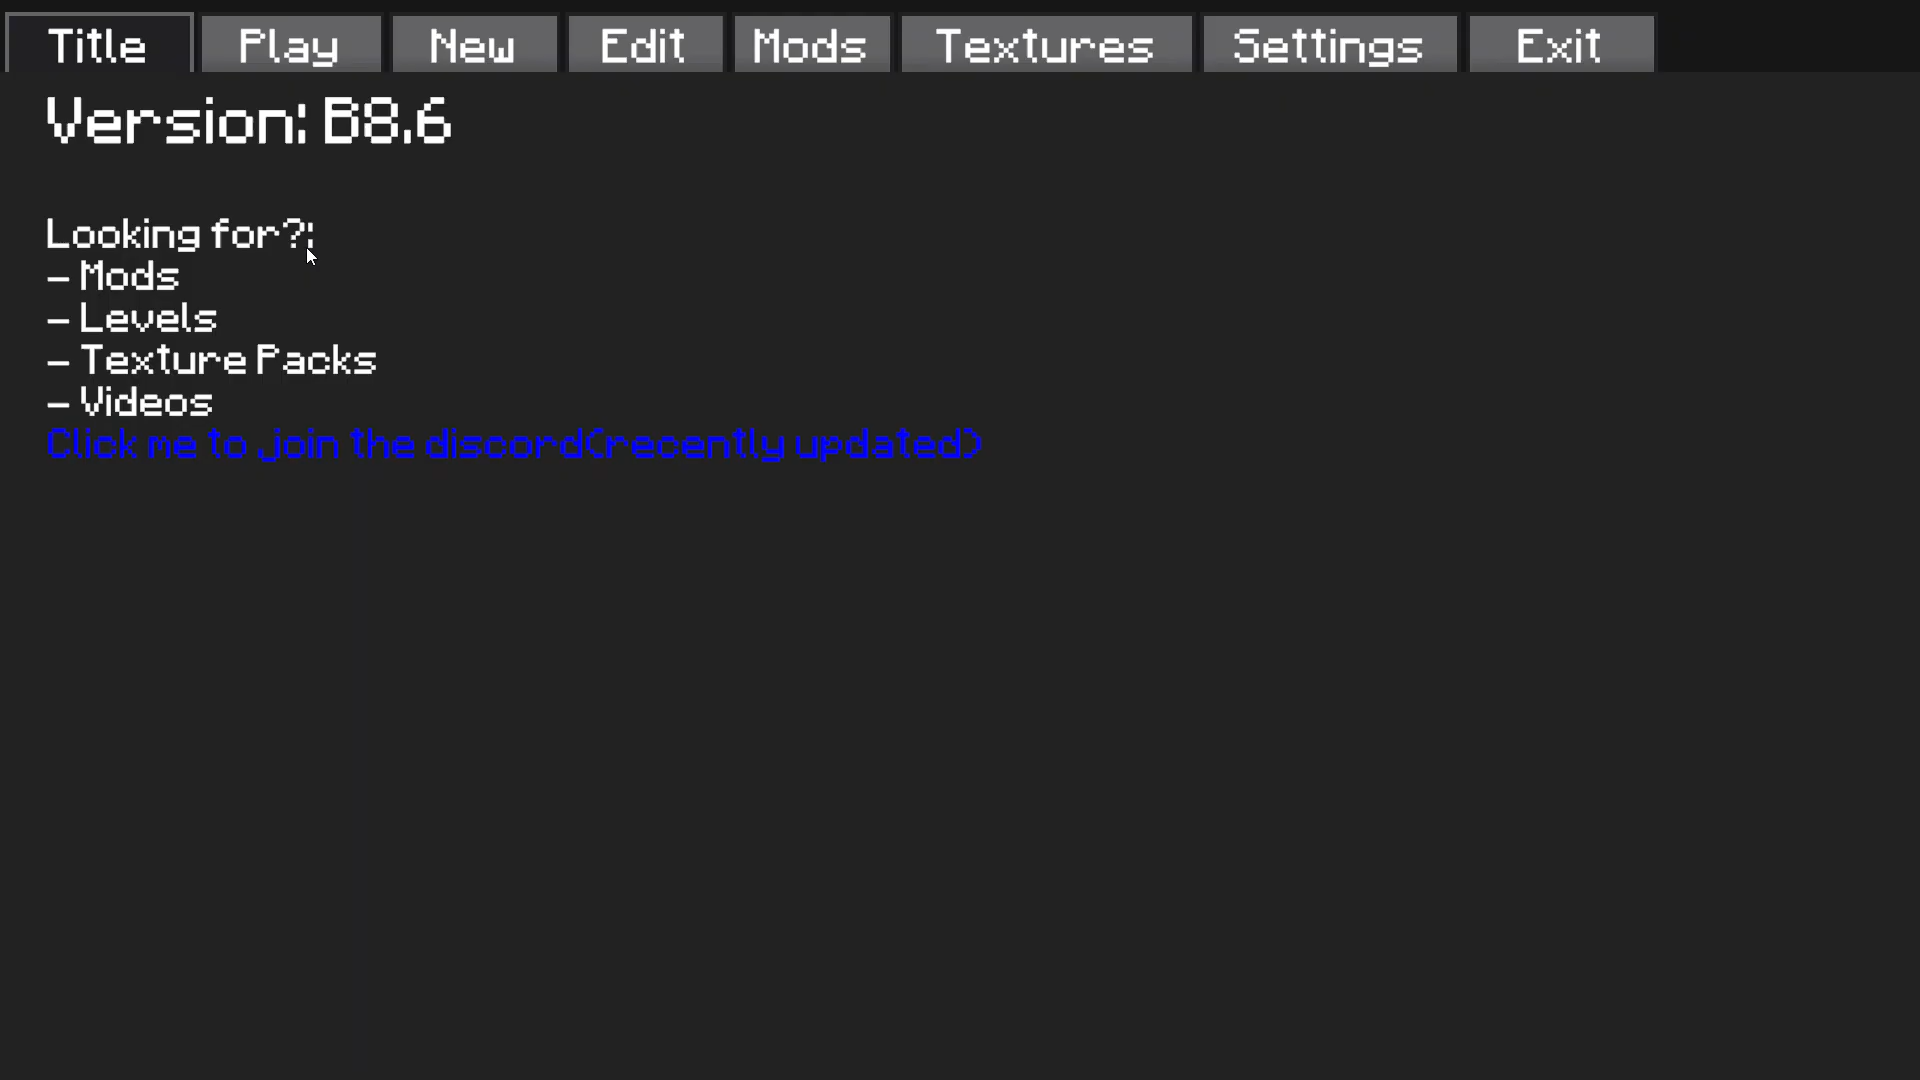 Title Play New Edit Mods Textures Settings Exit
Version: B8.6
Looking for?:
- Mods
- Levels
- Texture Packs
- Videos
Click me to join the discord(recently updated)